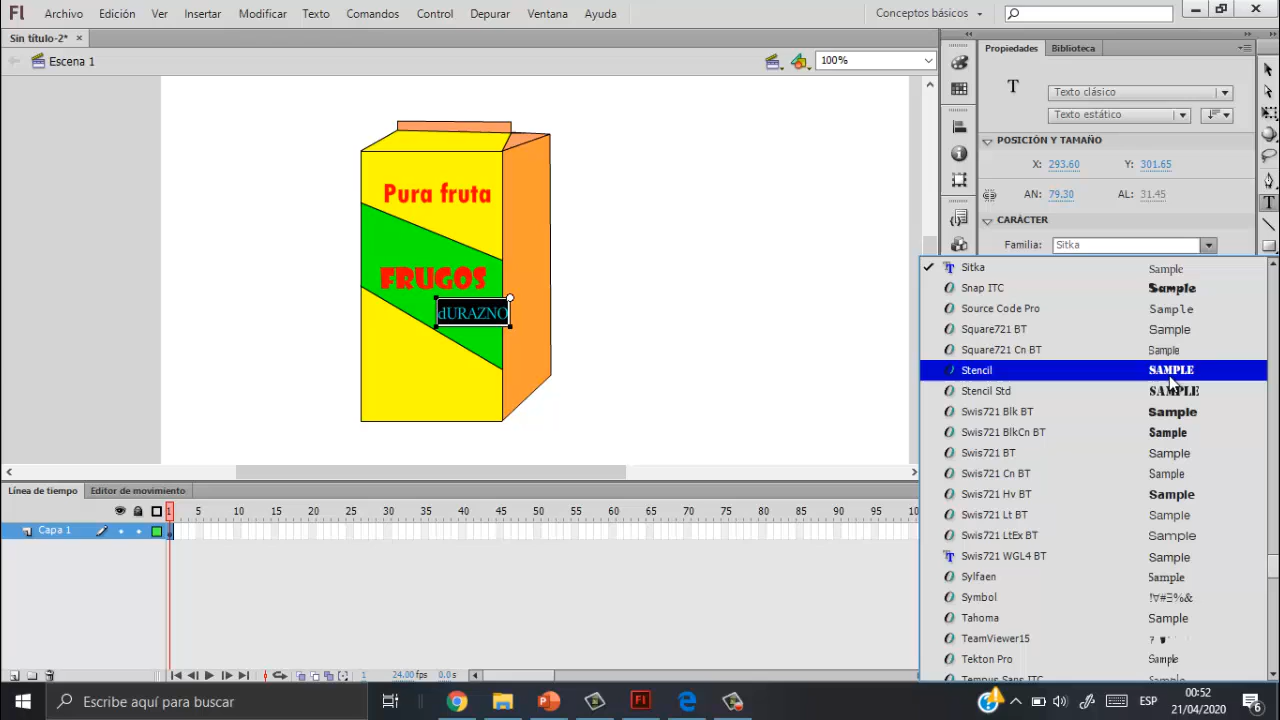 Fl Archivo Edición Ver Insertar Modificar Texto Comandos Control Depurar Ventana Ayuda Conceptos básicos
Sin título-2* ×
Escena 1 100%
Propiedades Biblioteca
T Texto clásico
Texto estático
POSICIÓN Y TAMAÑO
X: 293.60 Y: 301.65
AN: 79.30 AL: 31.45
CARÁCTER
Familia: Sitka
Pura fruta
FRUGOS
dURAZNO
Sitka Sample
Snap ITC Sample
Source Code Pro Sample
Square721 BT Sample
Square721 Cn BT Sample
Stencil SAMPLE
Stencil Std SAMPLE
Swis721 Blk BT Sample
Swis721 BlkCn BT Sample
Swis721 BT Sample
Swis721 Cn BT Sample
Swis721 Hv BT Sample
Swis721 Lt BT Sample
Swis721 LtEx BT Sample
Swis721 WGL4 BT Sample
Sylfaen Sample
Symbol
Tahoma Sample
TeamViewer15
Tekton Pro Sample
Tempus Sans ITC Sample
Línea de tiempo Editor de movimiento
1 5 10 15 20 25 30 35 40 45 50 55 60 65 70 75 80 85 90 95 10
Capa 1
1 24.00 fps 0.0 s
Escribe aquí para buscar
Fl
ESP
00:52
21/04/2020
6